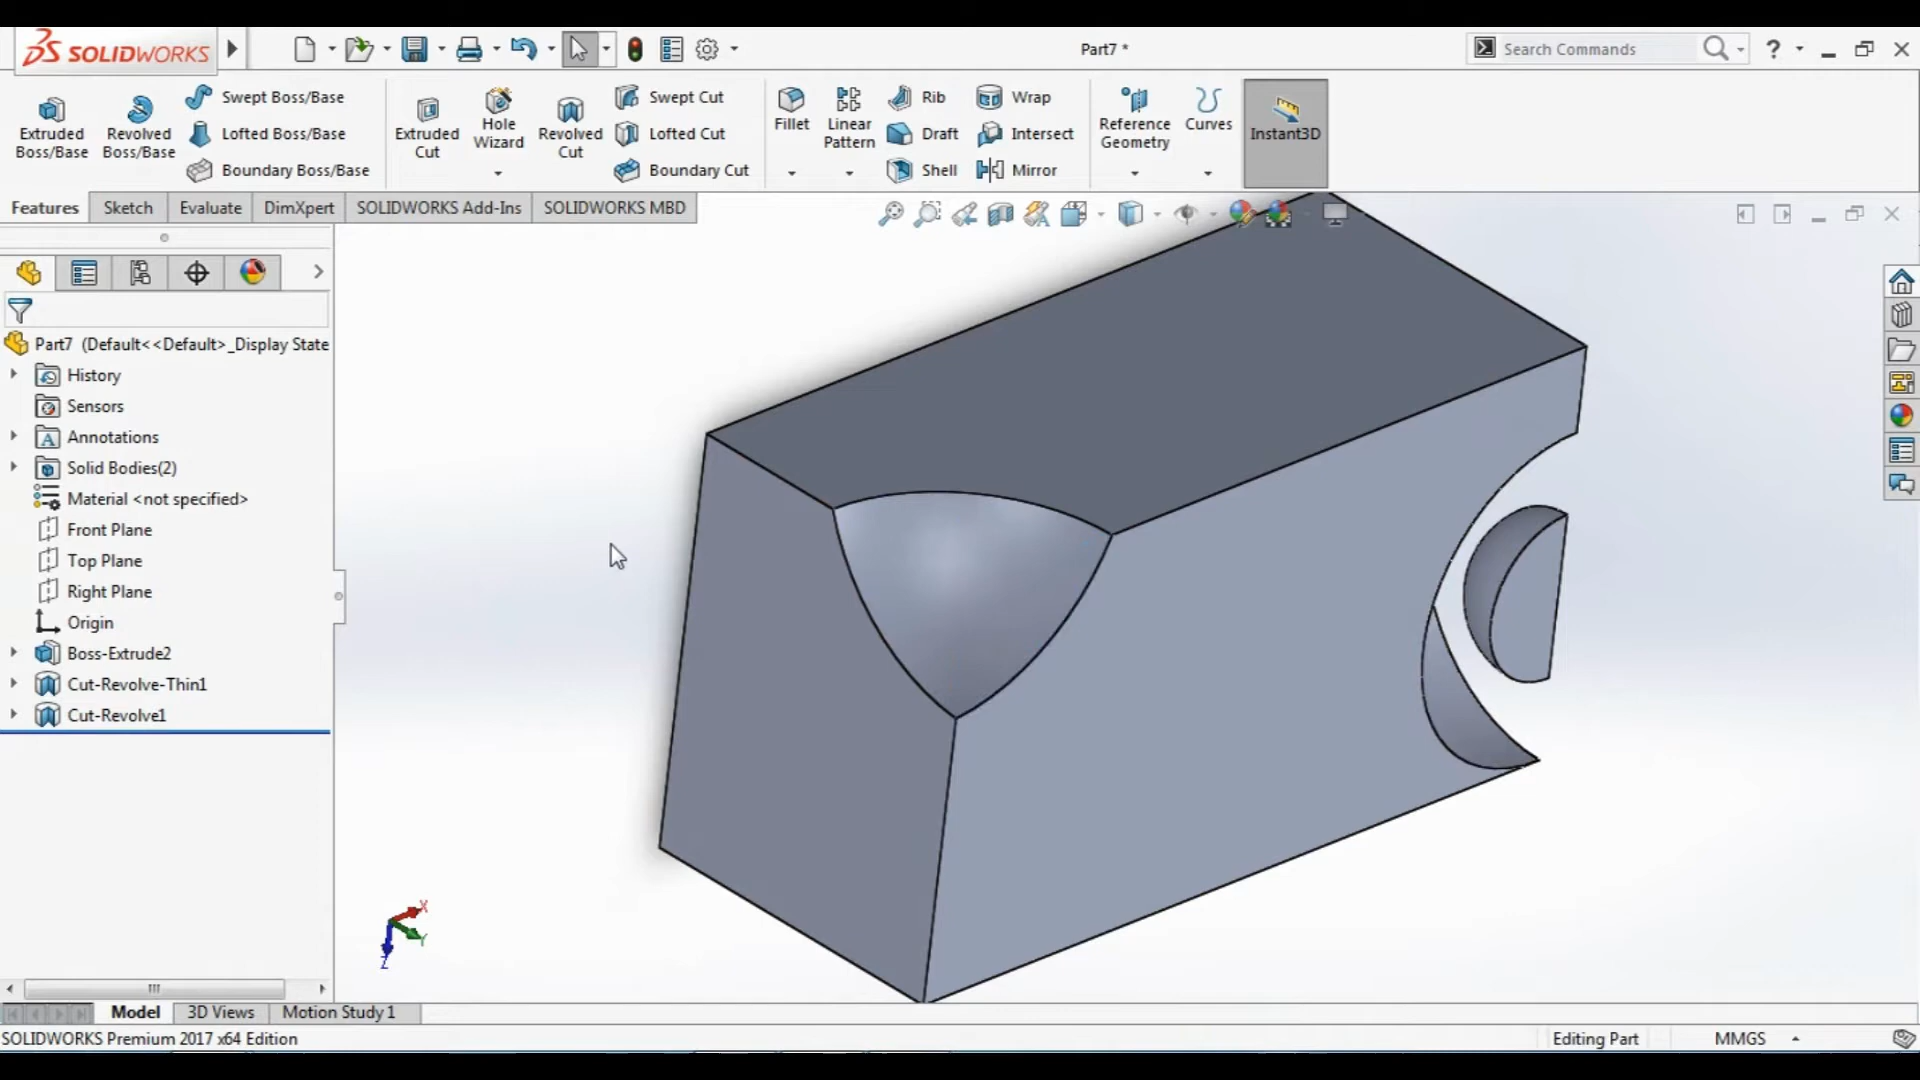 SOLIDWORKS
Part7 *
Search Commands
?
Extruded Boss/Base
Revolved Boss/Base
Swept Boss/Base
Lofted Boss/Base
Boundary Boss/Base
Extruded Cut
Hole Wizard
Revolved Cut
Swept Cut
Lofted Cut
Boundary Cut
Fillet
Linear Pattern
Rib
Draft
Shell
Wrap
Intersect
Mirror
Reference Geometry
Curves
Instant3D
Features
Sketch
Evaluate
DimXpert
SOLIDWORKS Add-Ins
SOLIDWORKS MBD
Part7 (Default<<Default>_Display State
History
Sensors
Annotations
Solid Bodies(2)
Material <not specified>
Front Plane
Top Plane
Right Plane
Origin
Boss-Extrude2
Cut-Revolve-Thin1
Cut-Revolve1
X
Y
Z
Model
3D Views
Motion Study 1
SOLIDWORKS Premium 2017 x64 Edition
Editing Part
MMGS